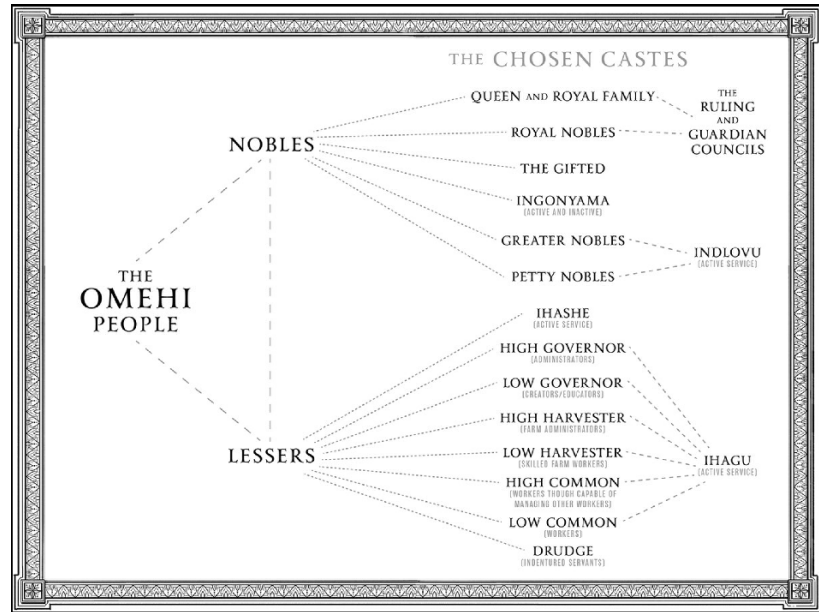 THE CHOSEN CASTES
THE
OMEHI
PEOPLE
NOBLES
QUEEN AND ROYAL FAMILY
ROYAL NOBLES
THE
RULING
AND
GUARDIAN
COUNCILS
THE GIFTED
INGONYAMA
(ACTIVE AND INACTIVE)
GREATER NOBLES
PETTY NOBLES
INDLOVU
(ACTIVE SERVICE)
LESSERS
IHASHE
(ACTIVE SERVICE)
HIGH GOVERNOR
(ADMINISTRATORS)
LOW GOVERNOR
(CREATORS/EDUCATORS)
HIGH HARVESTER
(FARM ADMINISTRATORS)
LOW HARVESTER
(SKILLED FARM WORKERS)
HIGH COMMON
(WORKERS THOUGH CAPABLE OF
MANAGING OTHER WORKERS)
LOW COMMON
(WORKERS)
DRUDGE
(INDENTURED SERVANTS)
IHAGU
(ACTIVE SERVICE)